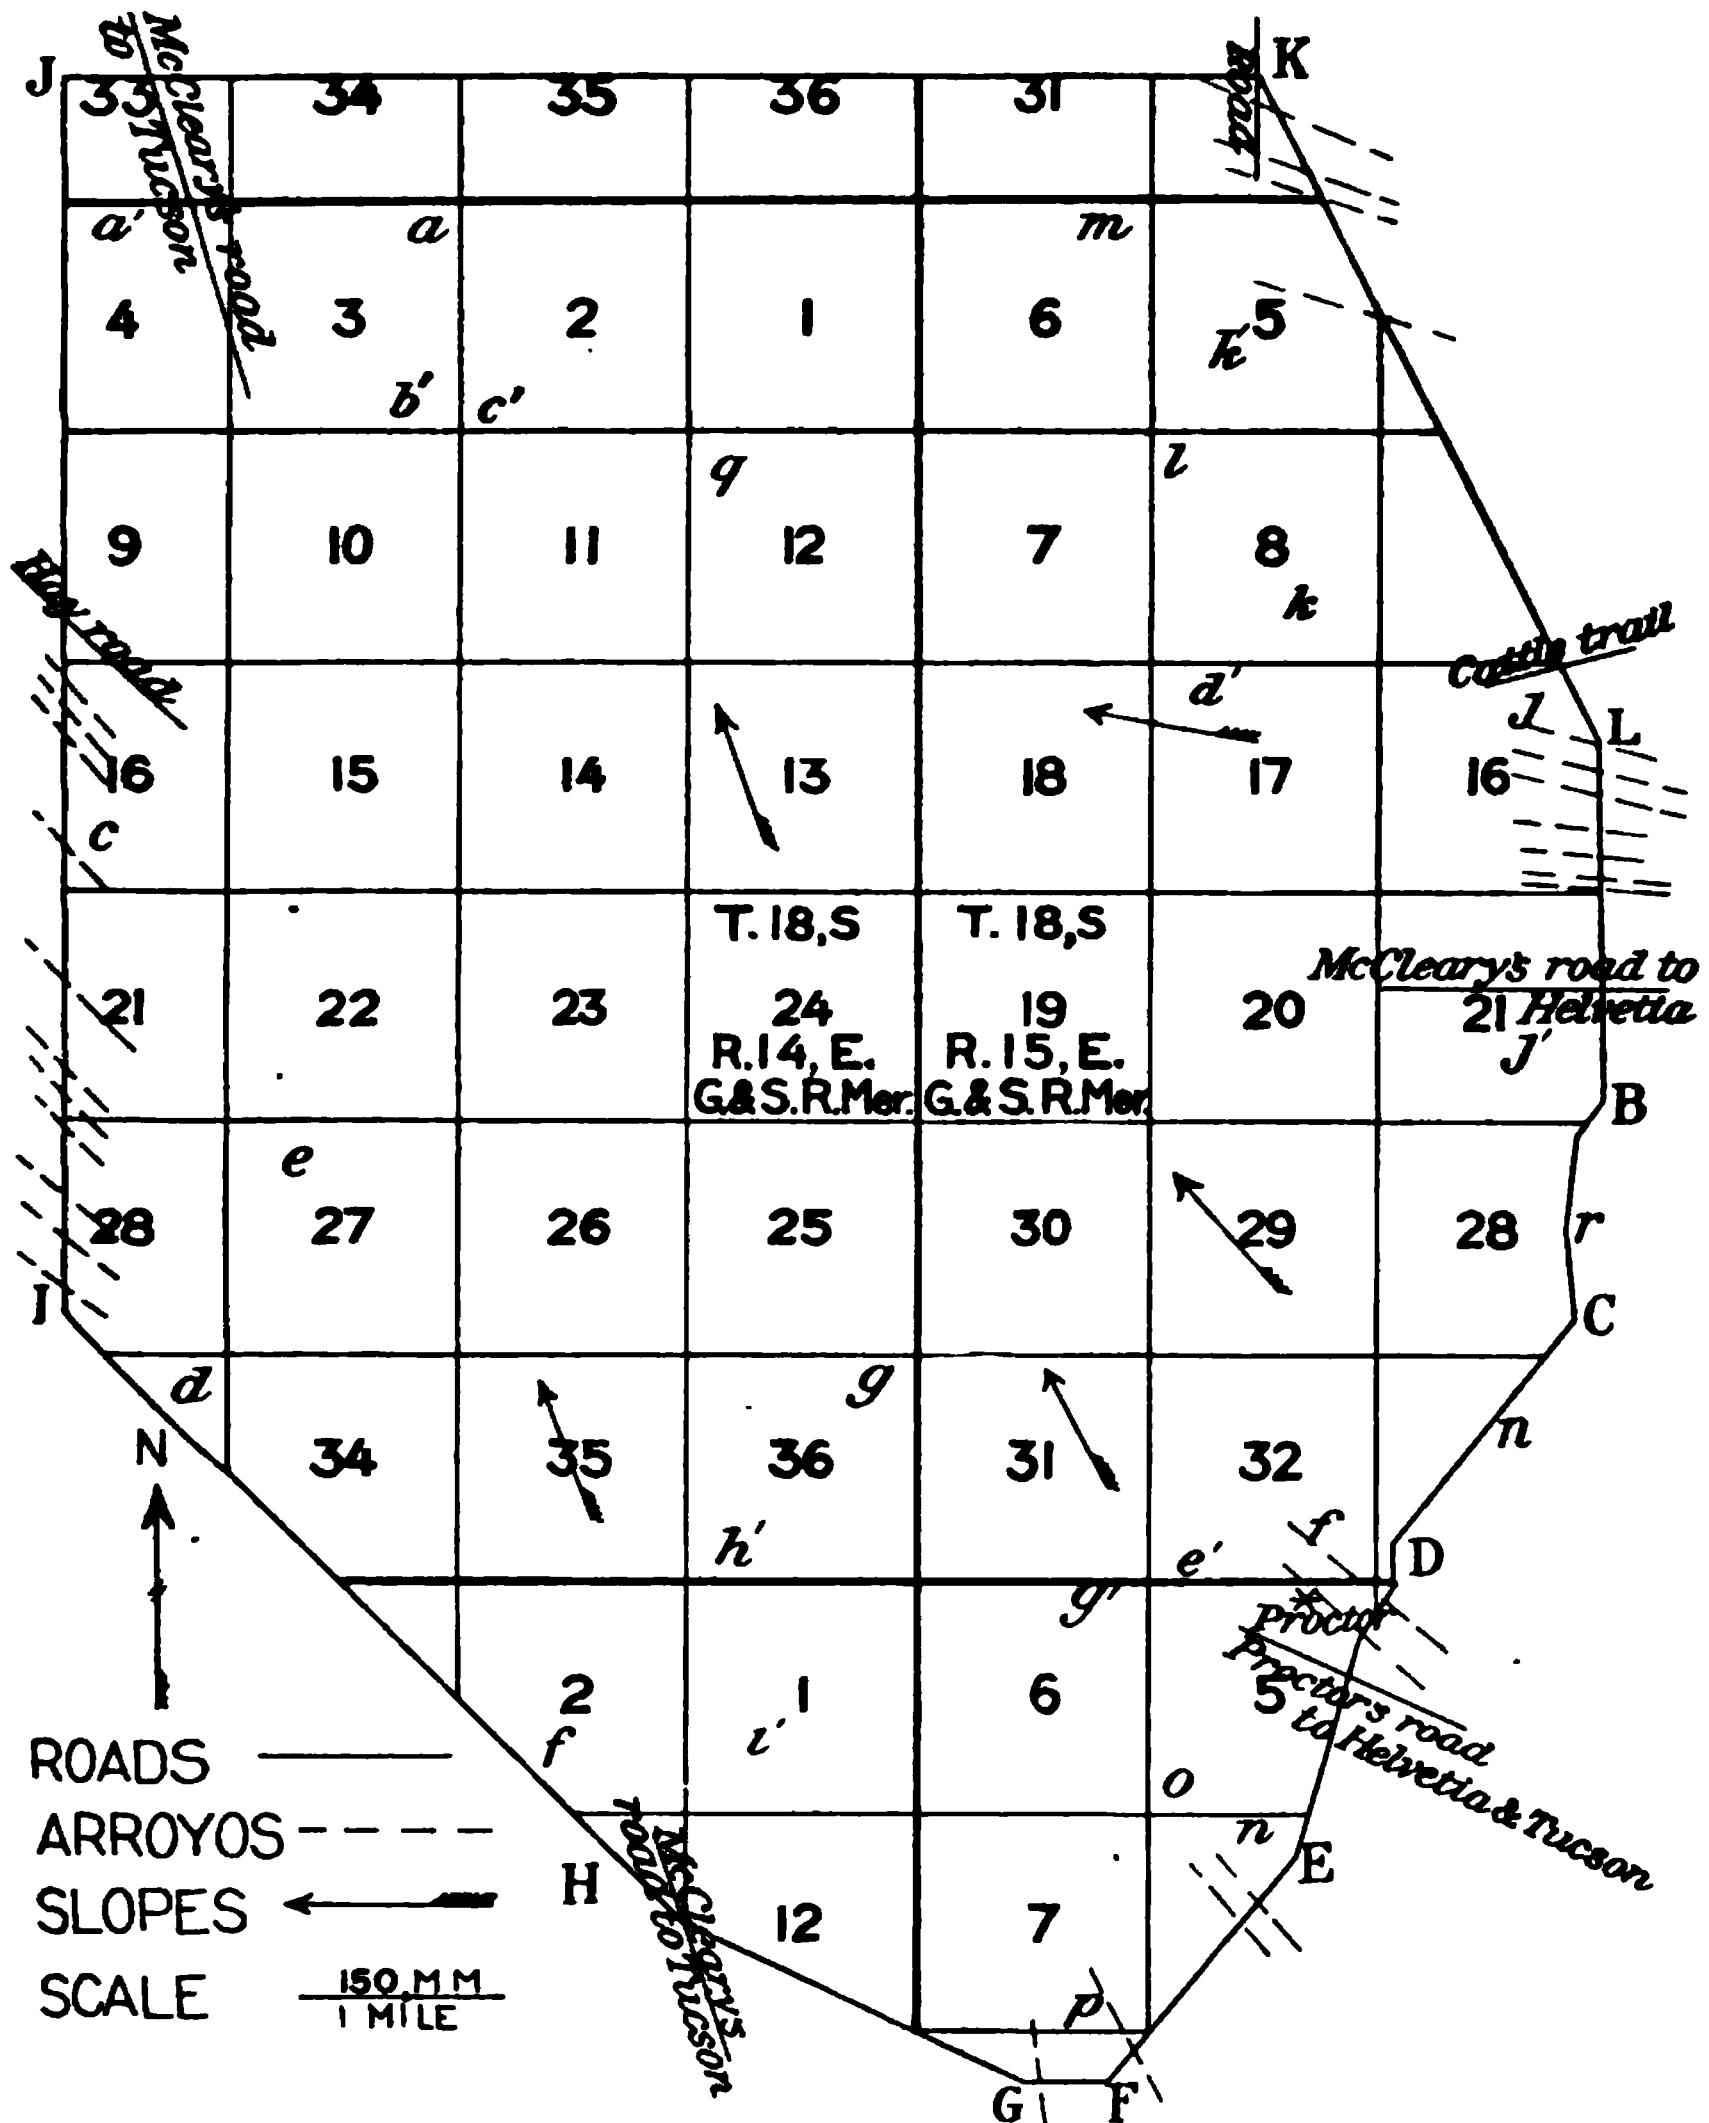 J
McCleary's road
to Tucson
road
K
33
34
35
36
31
a'
a
m
4
3
2
1
6
5
k'
b'
c'
q
l
9
10
11
12
7
8
k
Hay road
Cattle trail
d'
J
L
16
15
14
13
18
17
16
c
T. 18, S
T. 18, S
McCleary's road to
Helvetia
21
22
23
24
19
20
21
R. 14, E.
R. 15, E.
J'
G. & S. R. Mer.
G. & S. R. Mer.
B
e
28
27
26
25
30
29
28
r
I
C
d
g
n
N
34
35
36
31
32
f
h'
e'
D
g'
Proctor
Proctor's road
to Helvetia & Tucson
2
1
6
5
f
i'
ROADS
o
n
ARROYOS
E
H
McCleary's
road to Tucson
SLOPES
12
7
SCALE
150 MM
1 MILE
p
G
F